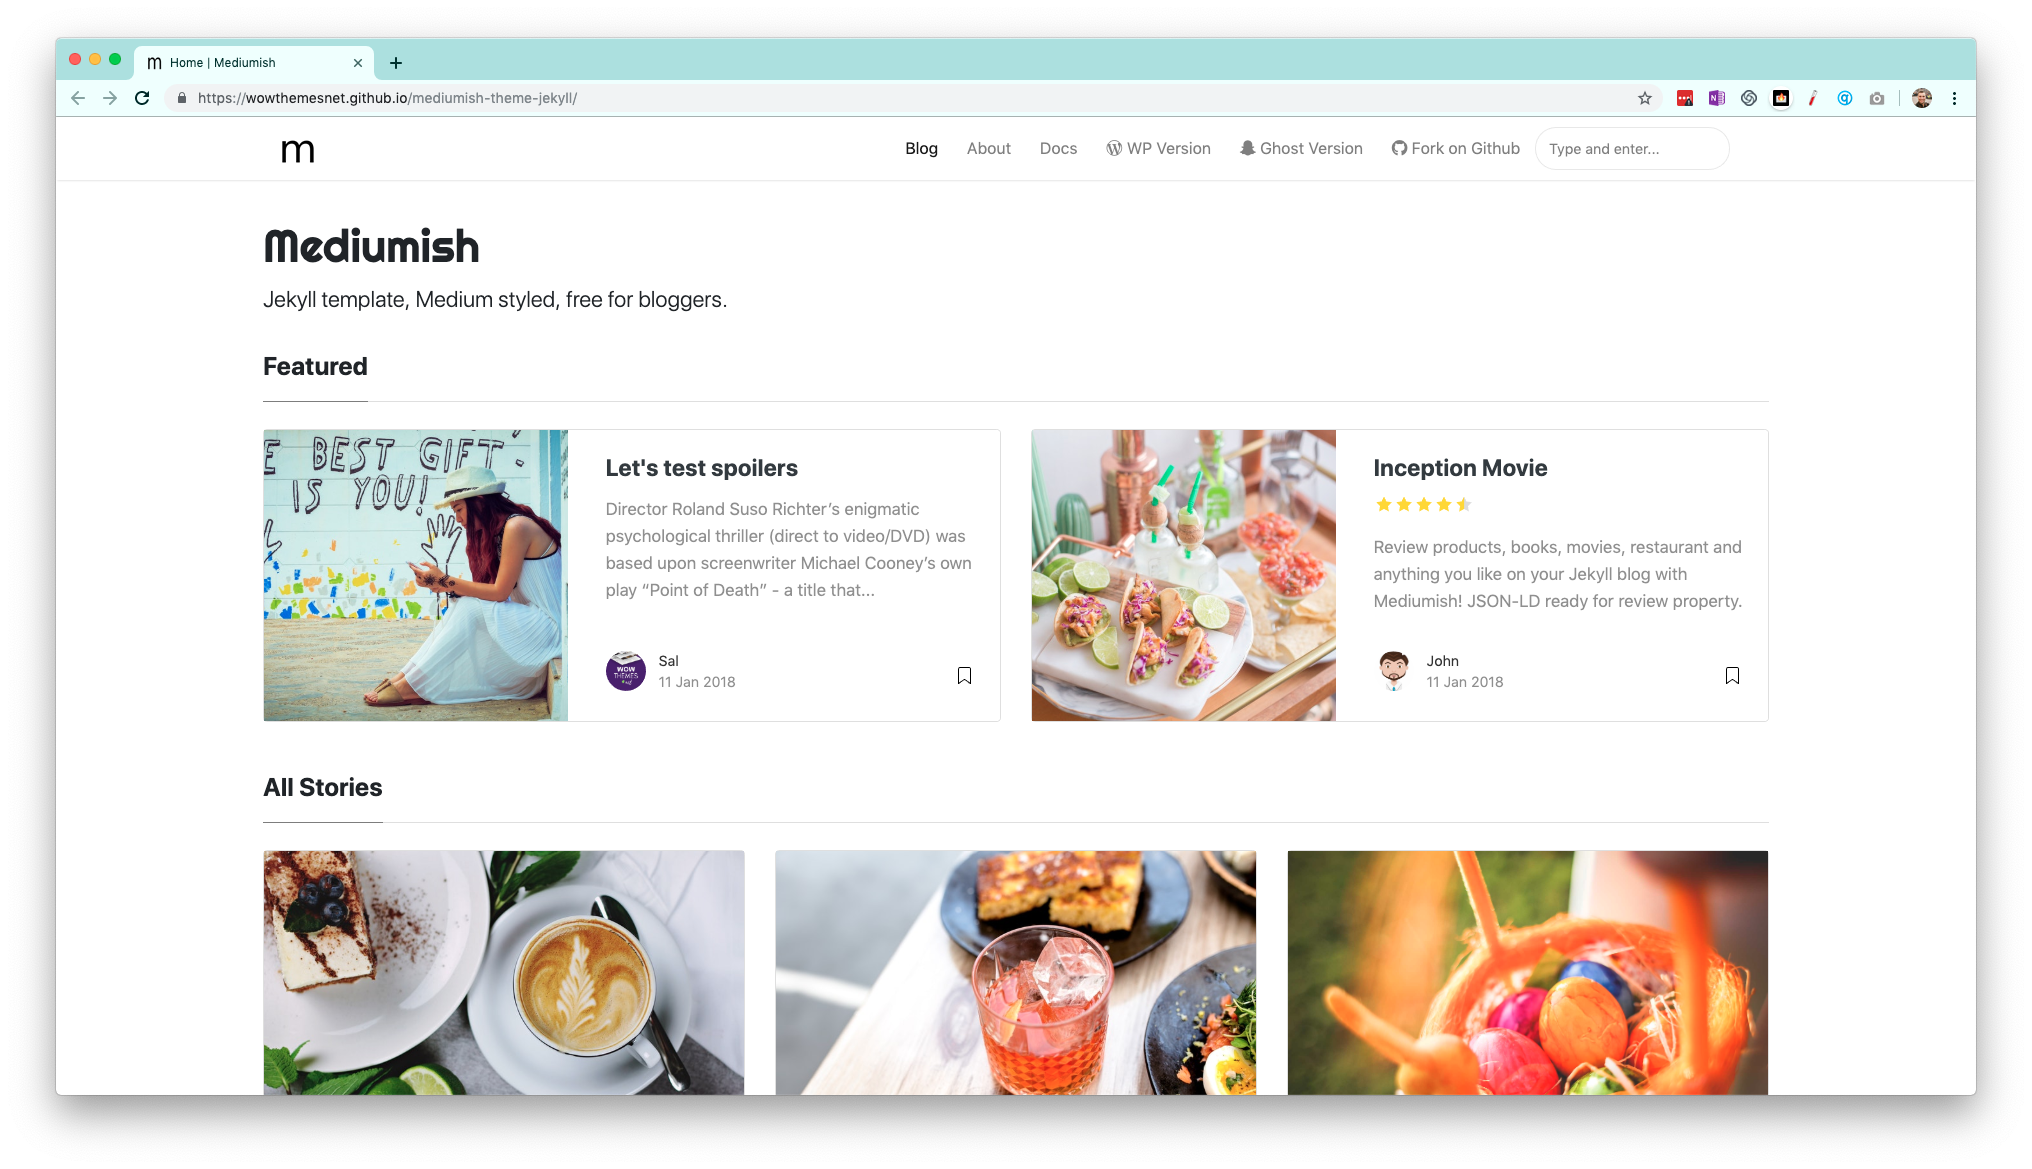 m Home | Mediumish
https://wowthemesnet.github.io/mediumish-theme-jekyll/
m
Blog About Docs WP Version Ghost Version Fork on Github Type and enter...
Mediumish
Jekyll template, Medium styled, free for bloggers.
Featured
E BEST GIFT
IS YOU!
Let's test spoilers
Director Roland Suso Richter’s enigmatic
psychological thriller (direct to video/DVD) was
based upon screenwriter Michael Cooney’s own
play “Point of Death” - a title that...
WOW
THEMES
Sal
11 Jan 2018
Inception Movie
Review products, books, movies, restaurant and
anything you like on your Jekyll blog with
Mediumish! JSON-LD ready for review property.
John
11 Jan 2018
All Stories